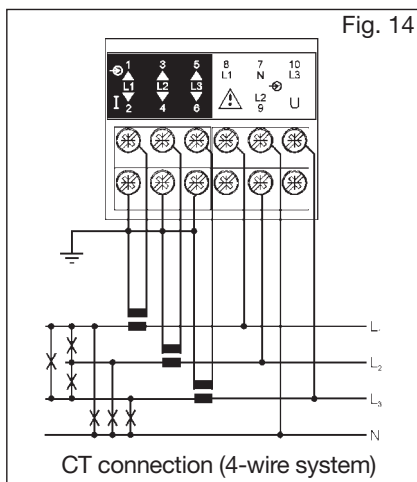 Fig. 14
1 3 5 8 7 10
L1 N L3
L1 L2 L3
I 2 4 6 L2 9 U
L₁
L₂
L₃
N
CT connection (4-wire system)